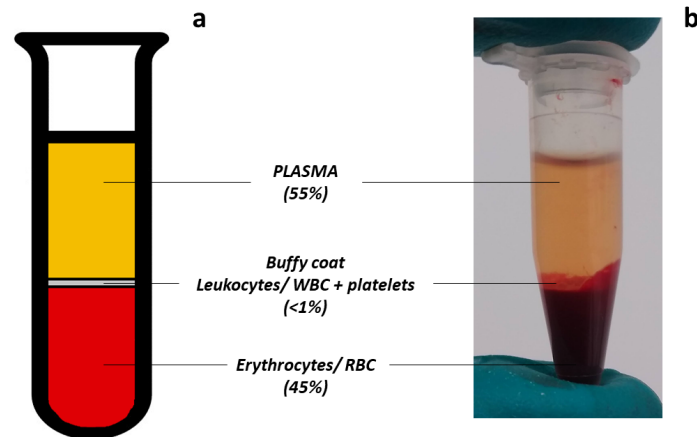 a
b
PLASMA
(55%)
Buffy coat
Leukocytes/ WBC + platelets
(<1%)
Erythrocytes/ RBC
(45%)